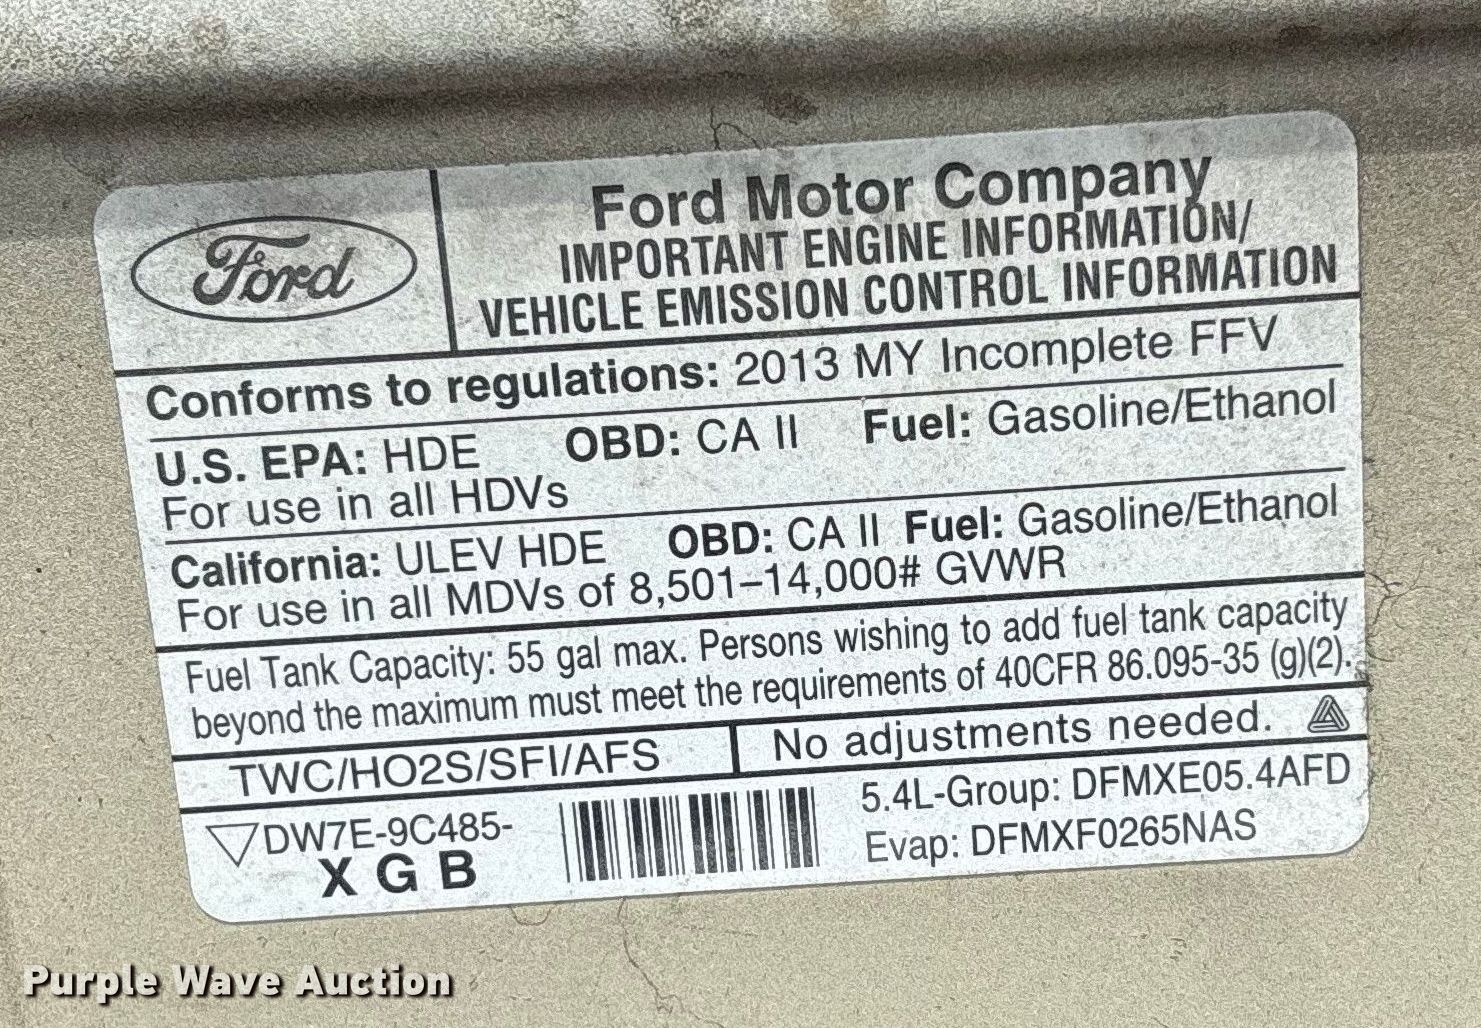 Ford
Ford Motor Company
IMPORTANT ENGINE INFORMATION/
VEHICLE EMISSION CONTROL INFORMATION
Conforms to regulations: 2013 MY Incomplete FFV
U.S. EPA: HDE OBD: CA II Fuel: Gasoline/Ethanol
For use in all HDVs
California: ULEV HDE OBD: CA II Fuel: Gasoline/Ethanol
For use in all MDVs of 8,501–14,000# GVWR
Fuel Tank Capacity: 55 gal max. Persons wishing to add fuel tank capacity
beyond the maximum must meet the requirements of 40CFR 86.095-35 (g)(2).
TWC/HO2S/SFI/AFS No adjustments needed.
DW7E-9C485-
X G B
5.4L-Group: DFMXE05.4AFD
Evap: DFMXF0265NAS
Purple Wave Auction